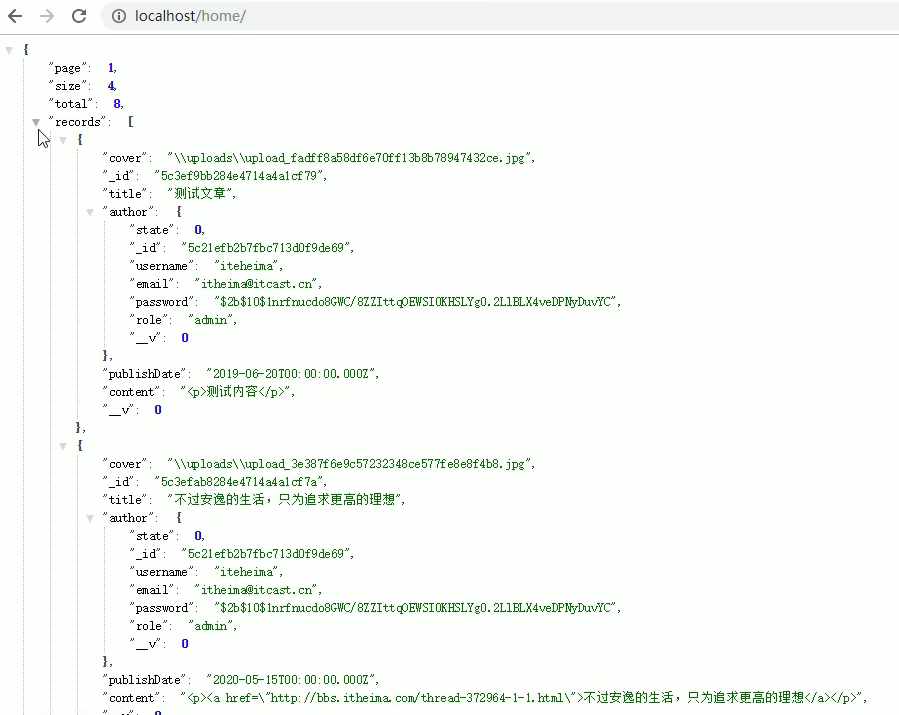 localhost/home/
{
"page": 1,
"size": 4,
"total": 8,
"records": [
{
"cover": "\\uploads\\upload_fadff8a58df6e70ff13b8b78947432ce.jpg",
"_id": "5c3ef9bb284e4714a4a1cf79",
"title": "测试文章",
"author": {
"state": 0,
"_id": "5c21efb2b7fbc713d0f9de69",
"username": "iteheima",
"email": "itheima@itcast.cn",
"password": "$2b$10$1nrfnucdo8GWC/8ZZIttqOEWSIOKHSLYg0.2LlBLX4veDPNyDuvYC",
"role": "admin",
"__v": 0
},
"publishDate": "2019-06-20T00:00:00.000Z",
"content": "<p>测试内容</p>",
"__v": 0
},
{
"cover": "\\uploads\\upload_3e387f6e9c57232348ce577fe8e8f4b8.jpg",
"_id": "5c3efab8284e4714a4a1cf7a",
"title": "不过安逸的生活，只为追求更高的理想",
"author": {
"state": 0,
"_id": "5c21efb2b7fbc713d0f9de69",
"username": "iteheima",
"email": "itheima@itcast.cn",
"password": "$2b$10$1nrfnucdo8GWC/8ZZIttqOEWSIOKHSLYg0.2LlBLX4veDPNyDuvYC",
"role": "admin",
"__v": 0
},
"publishDate": "2020-05-15T00:00:00.000Z",
"content": "<p><a href=\"http://bbs.itheima.com/thread-372964-1-1.html\">不过安逸的生活，只为追求更高的理想</a></p>",